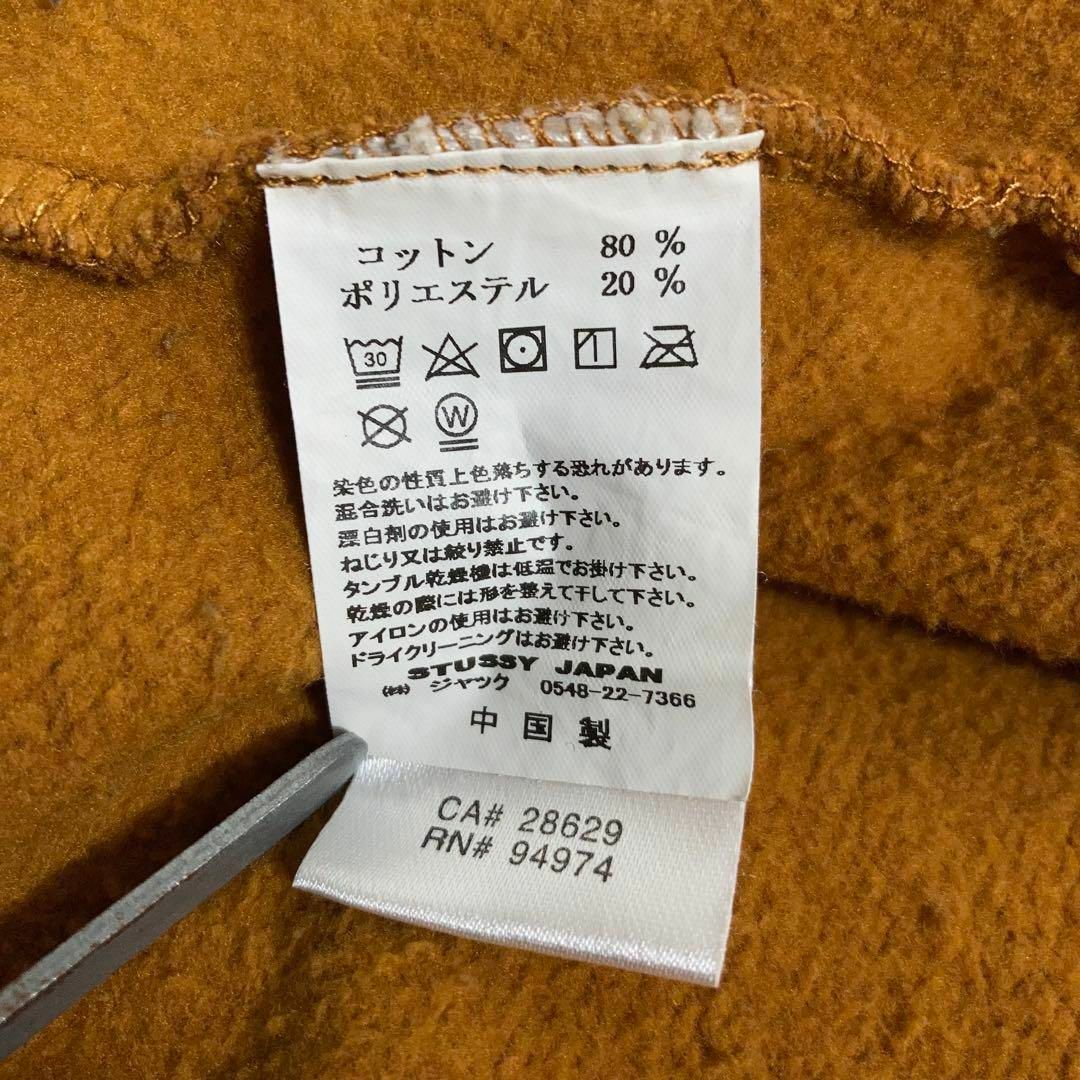 コットン 80 %
ポリエステル 20 %
30
W
染色の性質上色落ちする恐れがあります。
混合洗いはお避け下さい。
漂白剤の使用はお避け下さい。
ねじり又は絞り禁止です。
タンブル乾燥機は低温でお掛け下さい。
乾燥の際には形を整えて干して下さい。
アイロンの使用はお避け下さい。
ドライクリーニングはお避け下さい。
STUSSY JAPAN
㈱ ジャック 0548-22-7366
中国製
CA# 28629
RN# 94974